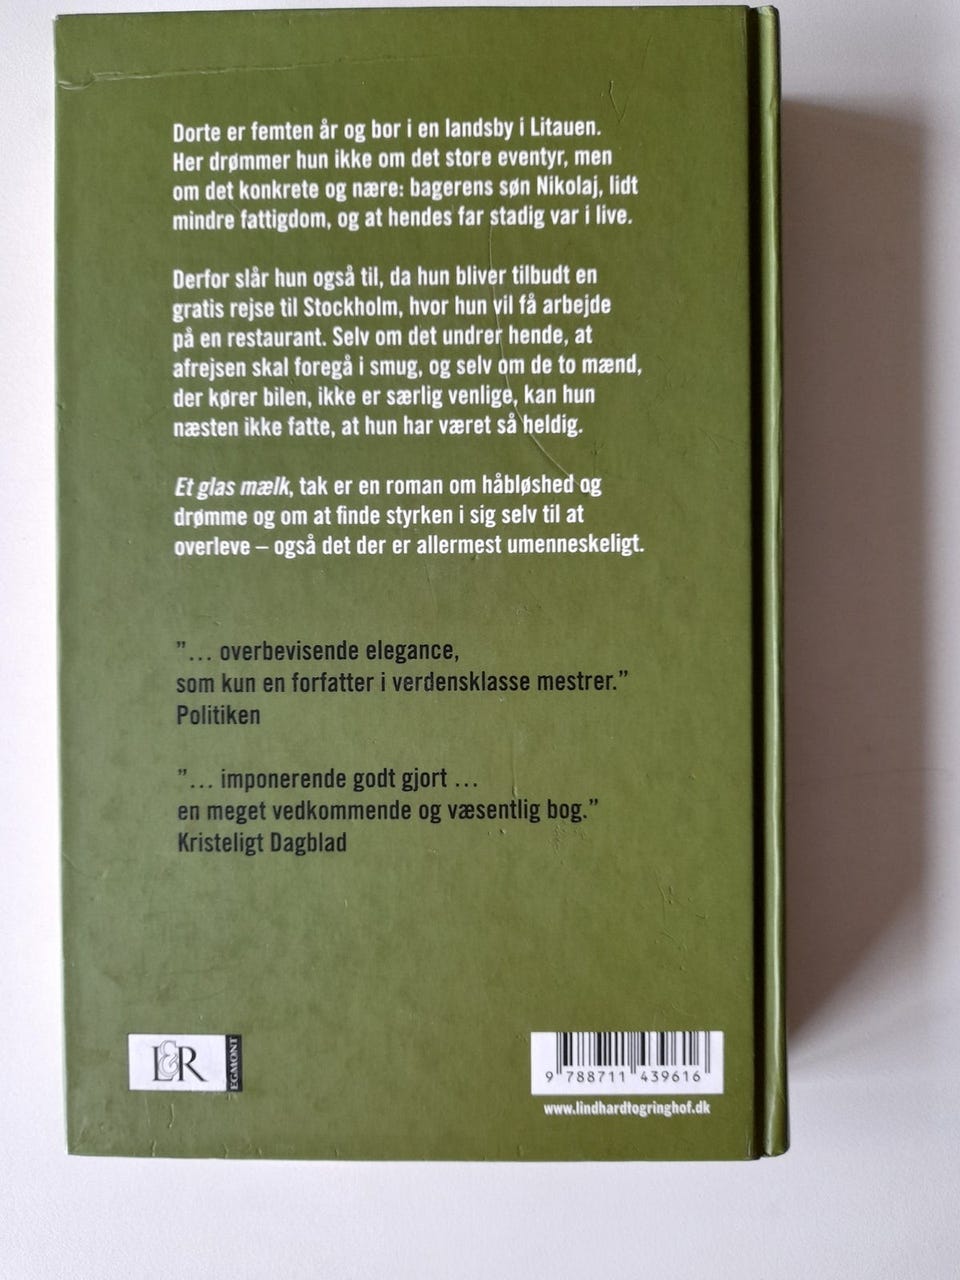 Dorte er femten år og bor i en landsby i Litauen.
Her drømmer hun ikke om det store eventyr, men
om det konkrete og nære: bagerens søn Nikolaj, lidt
mindre fattigdom, og at hendes far stadig var i live.
Derfor slår hun også til, da hun bliver tilbudt en
gratis rejse til Stockholm, hvor hun vil få arbejde
på en restaurant. Selv om det undrer hende, at
afrejsen skal foregå i smug, og selv om de to mænd,
der kører bilen, ikke er særlig venlige, kan hun
næsten ikke fatte, at hun har været så heldig.
Et glas mælk, tak er en roman om håbløshed og
drømme og om at finde styrken i sig selv til at
overleve – også det der er allermest umenneskeligt.
”... overbevisende elegance,
som kun en forfatter i verdensklasse mestrer.”
Politiken
”... imponerende godt gjort ...
en meget vedkommende og væsentlig bog.”
Kristeligt Dagblad
L&R EGMONT
9 788711 439616
www.lindhardtogringhof.dk